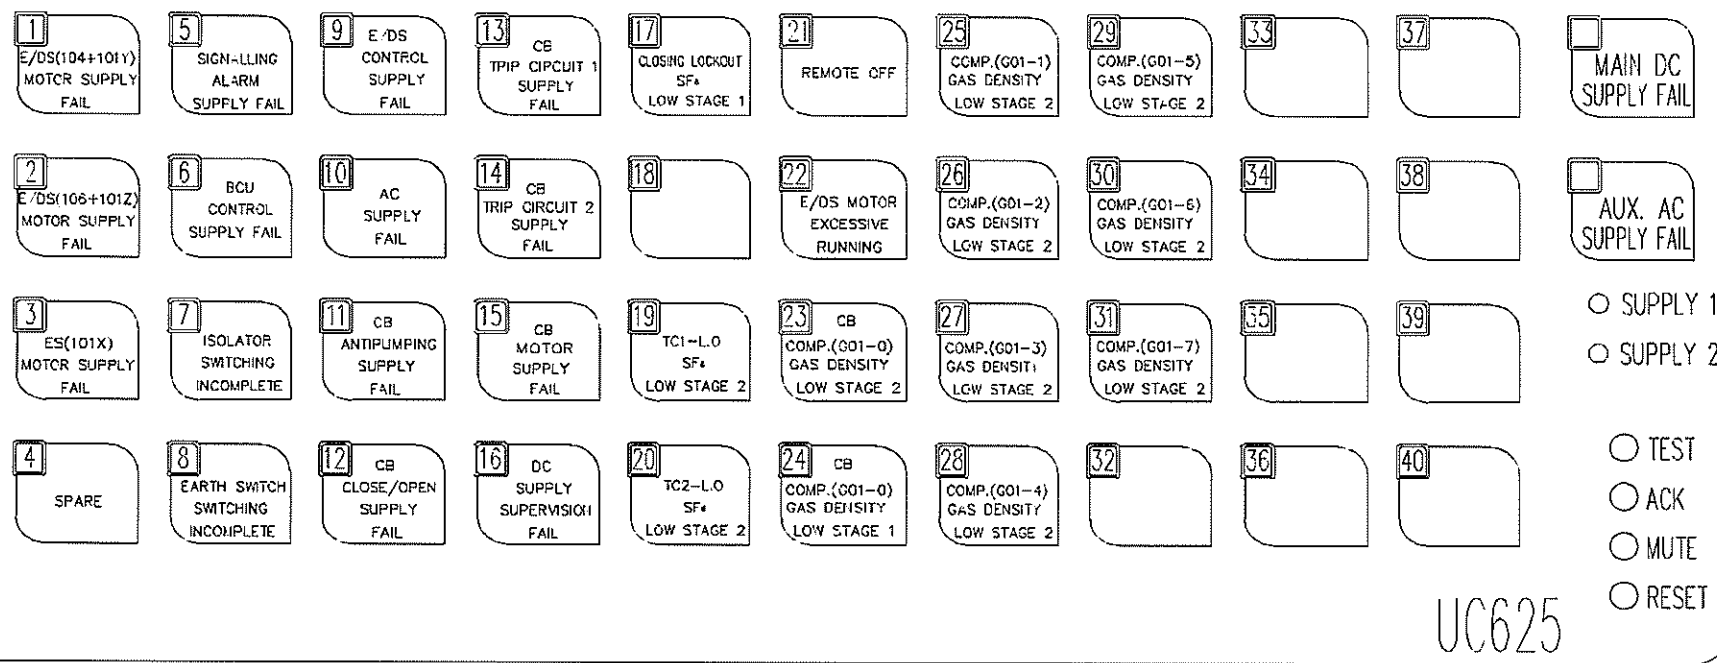 1
E/DS(104+101Y)
MOTOR SUPPLY
FAIL
5
SIGNALLING
ALARM
SUPPLY FAIL
9
E/DS
CONTROL
SUPPLY
FAIL
13
CB
TRIP CIRCUIT 1
SUPPLY
FAIL
17
CLOSING LOCKOUT
SF6
LOW STAGE 1
21
REMOTE OFF
25
COMP.(G01-1)
GAS DENSITY
LOW STAGE 2
29
COMP.(G01-5)
GAS DENSITY
LOW STAGE 2
33
37
MAIN DC
SUPPLY FAIL
2
E/DS(106+101Z)
MOTOR SUPPLY
FAIL
6
BCU
CONTROL
SUPPLY FAIL
10
AC
SUPPLY
FAIL
14
CB
TRIP CIRCUIT 2
SUPPLY
FAIL
18
22
E/DS MOTOR
EXCESSIVE
RUNNING
26
COMP.(G01-2)
GAS DENSITY
LOW STAGE 2
30
COMP.(G01-6)
GAS DENSITY
LOW STAGE 2
34
38
AUX. AC
SUPPLY FAIL
3
ES(101X)
MOTOR SUPPLY
FAIL
7
ISOLATOR
SWITCHING
INCOMPLETE
11
CB
ANTIPUMPING
SUPPLY
FAIL
15
CB
MOTOR
SUPPLY
FAIL
19
TC1-L.O
SF6
LOW STAGE 2
23
CB
COMP.(G01-0)
GAS DENSITY
LOW STAGE 2
27
COMP.(G01-3)
GAS DENSITY
LOW STAGE 2
31
COMP.(G01-7)
GAS DENSITY
LOW STAGE 2
35
39
SUPPLY 1
SUPPLY 2
4
SPARE
8
EARTH SWITCH
SWITCHING
INCOMPLETE
12
CB
CLOSE/OPEN
SUPPLY
FAIL
16
DC
SUPPLY
SUPERVISION
FAIL
20
TC2-L.O
SF6
LOW STAGE 2
24
CB
COMP.(G01-0)
GAS DENSITY
LOW STAGE 1
28
COMP.(G01-4)
GAS DENSITY
LOW STAGE 2
32
36
40
TEST
ACK
MUTE
RESET
UC625